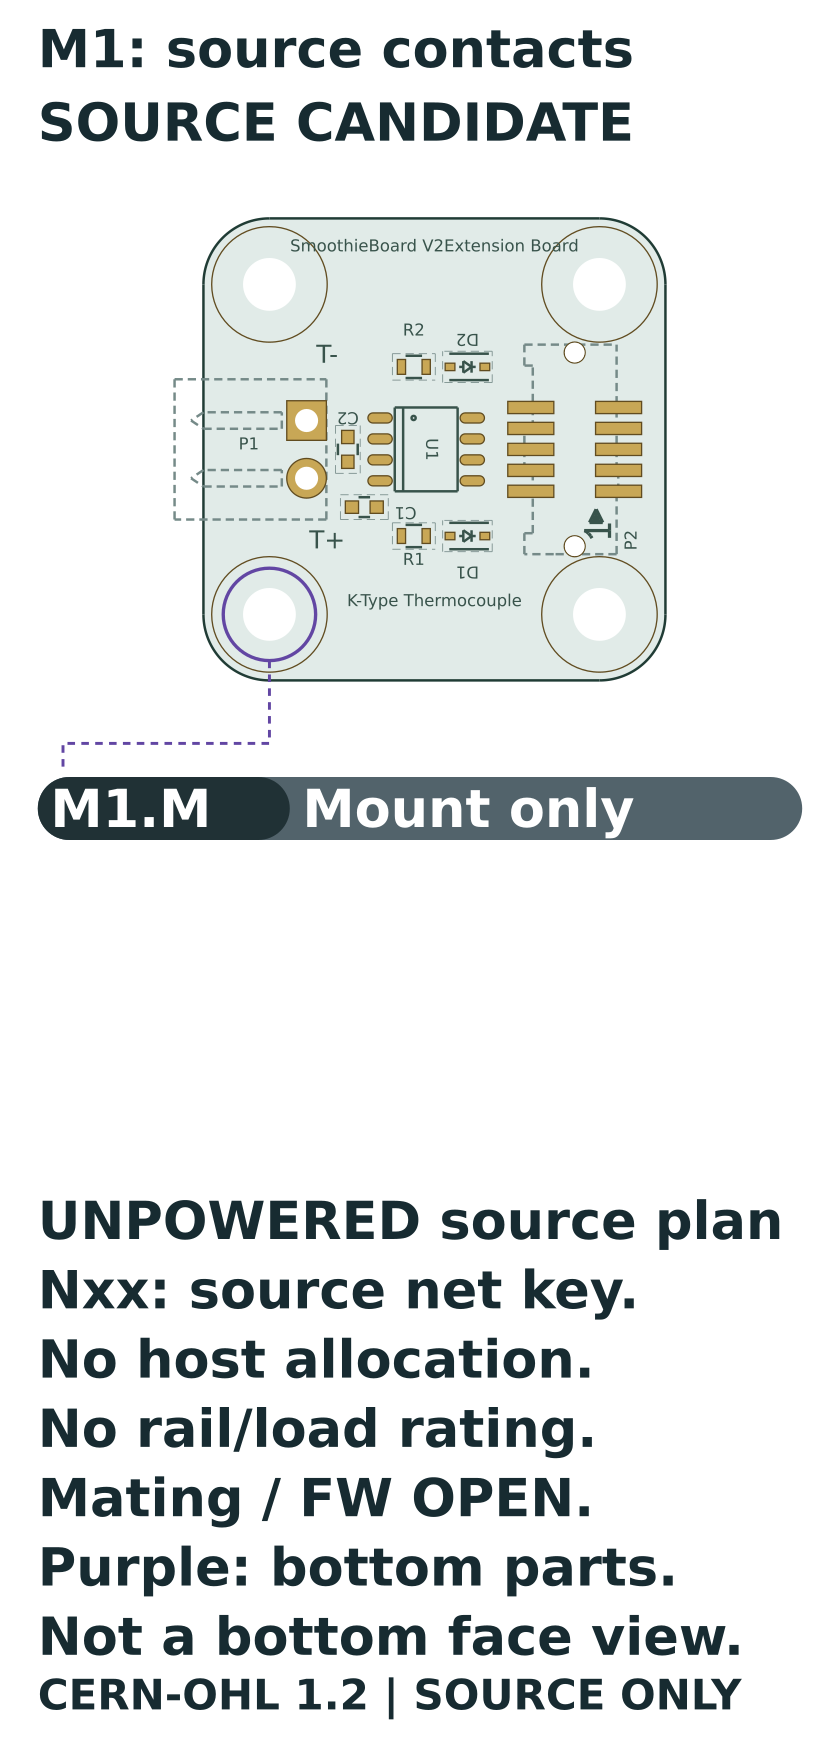 M1: source contacts
SOURCE CANDIDATE
SmoothieBoard V2Extension Board
R2
D2
T-
C2
P1
U1
C1
T+
1
P2
R1
D1
K-Type Thermocouple
M1.M Mount only
UNPOWERED source plan
Nxx: source net key.
No host allocation.
No rail/load rating.
Mating / FW OPEN.
Purple: bottom parts.
Not a bottom face view.
CERN-OHL 1.2 | SOURCE ONLY